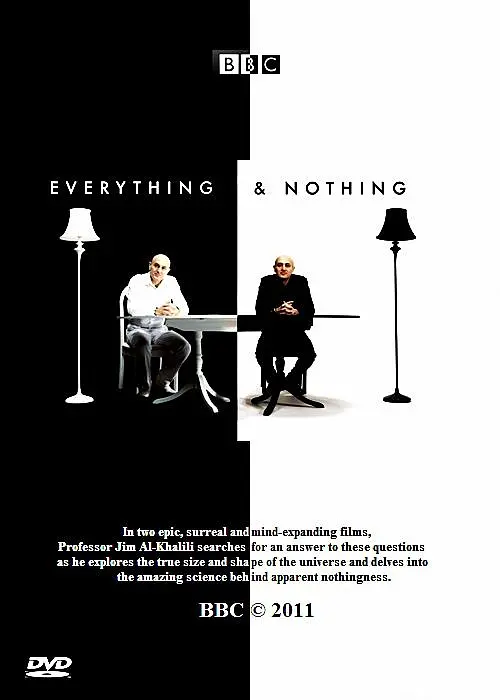 BBC
EVERYTHING & NOTHING
In two epic, surreal and mind-expanding films,
Professor Jim Al-Khalili searches for an answer to these questions
as he explores the true size and shape of the universe and delves into
the amazing science behind apparent nothingness.
BBC © 2011
DVD